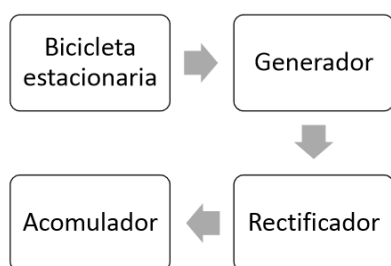 Bicicleta
estacionaria
Generador
Rectificador
Acomulador